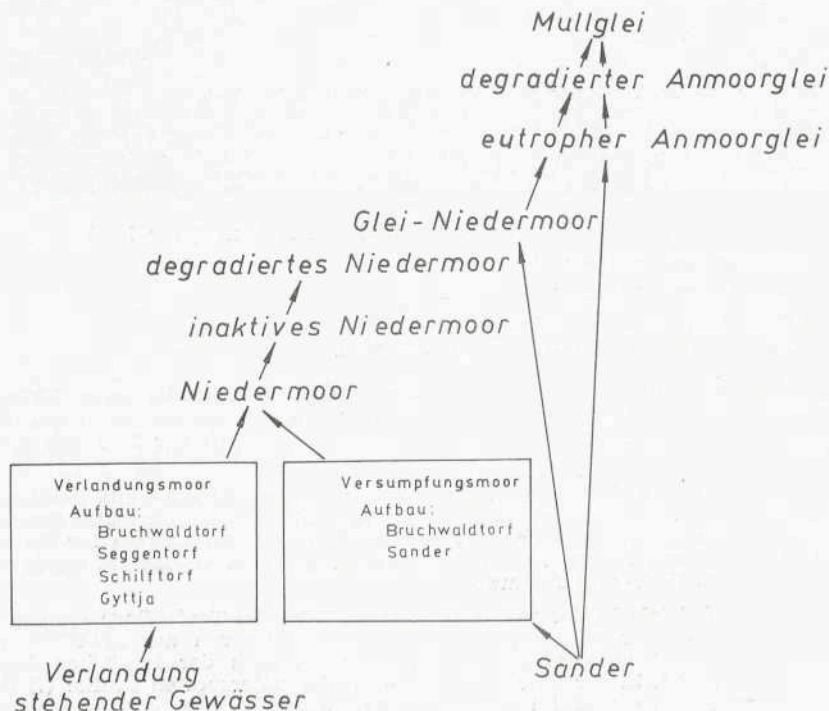 Mullglei
degradierter Anmoorglei
eutropher Anmoorglei
Glei-Niedermoor
degradiertes Niedermoor
inaktives Niedermoor
Niedermoor
Verlandungsmoor
Aufbau:
Bruchwaldtorf
Seggentorf
Schilftorf
Gyttja
Versumpfungsmoor
Aufbau:
Bruchwaldtorf
Sander
Verlandung
stehender Gewässer
Sander